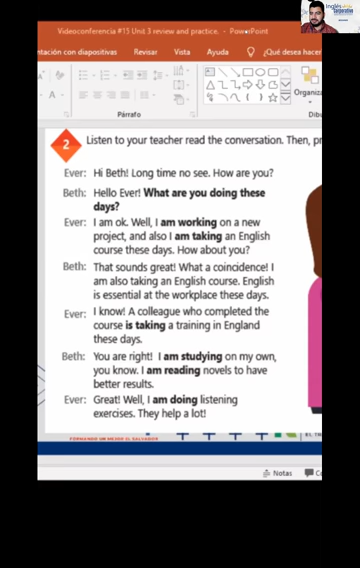 Videoconferencia #15 Unit 3 review and practice. - PowerPoint
Inglés
corporativo
ntación con diapositivas Revisar Vista Ayuda ¿Qué desea hacer
Organiza
Párrafo
Dibu
2 Listen to your teacher read the conversation. Then, pr
Ever: Hi Beth! Long time no see. How are you?
Beth: Hello Ever! What are you doing these
days?
Ever: I am ok. Well, I am working on a new
project, and also I am taking an English
course these days. How about you?
Beth: That sounds great! What a coincidence! I
am also taking an English course. English
is essential at the workplace these days.
Ever: I know! A colleague who completed the
course is taking a training in England
these days.
Beth: You are right! I am studying on my own,
you know. I am reading novels to have
better results.
Ever: Great! Well, I am doing listening
exercises. They help a lot!
FORMANDO UN MEJOR EL SALVADOR
Notas